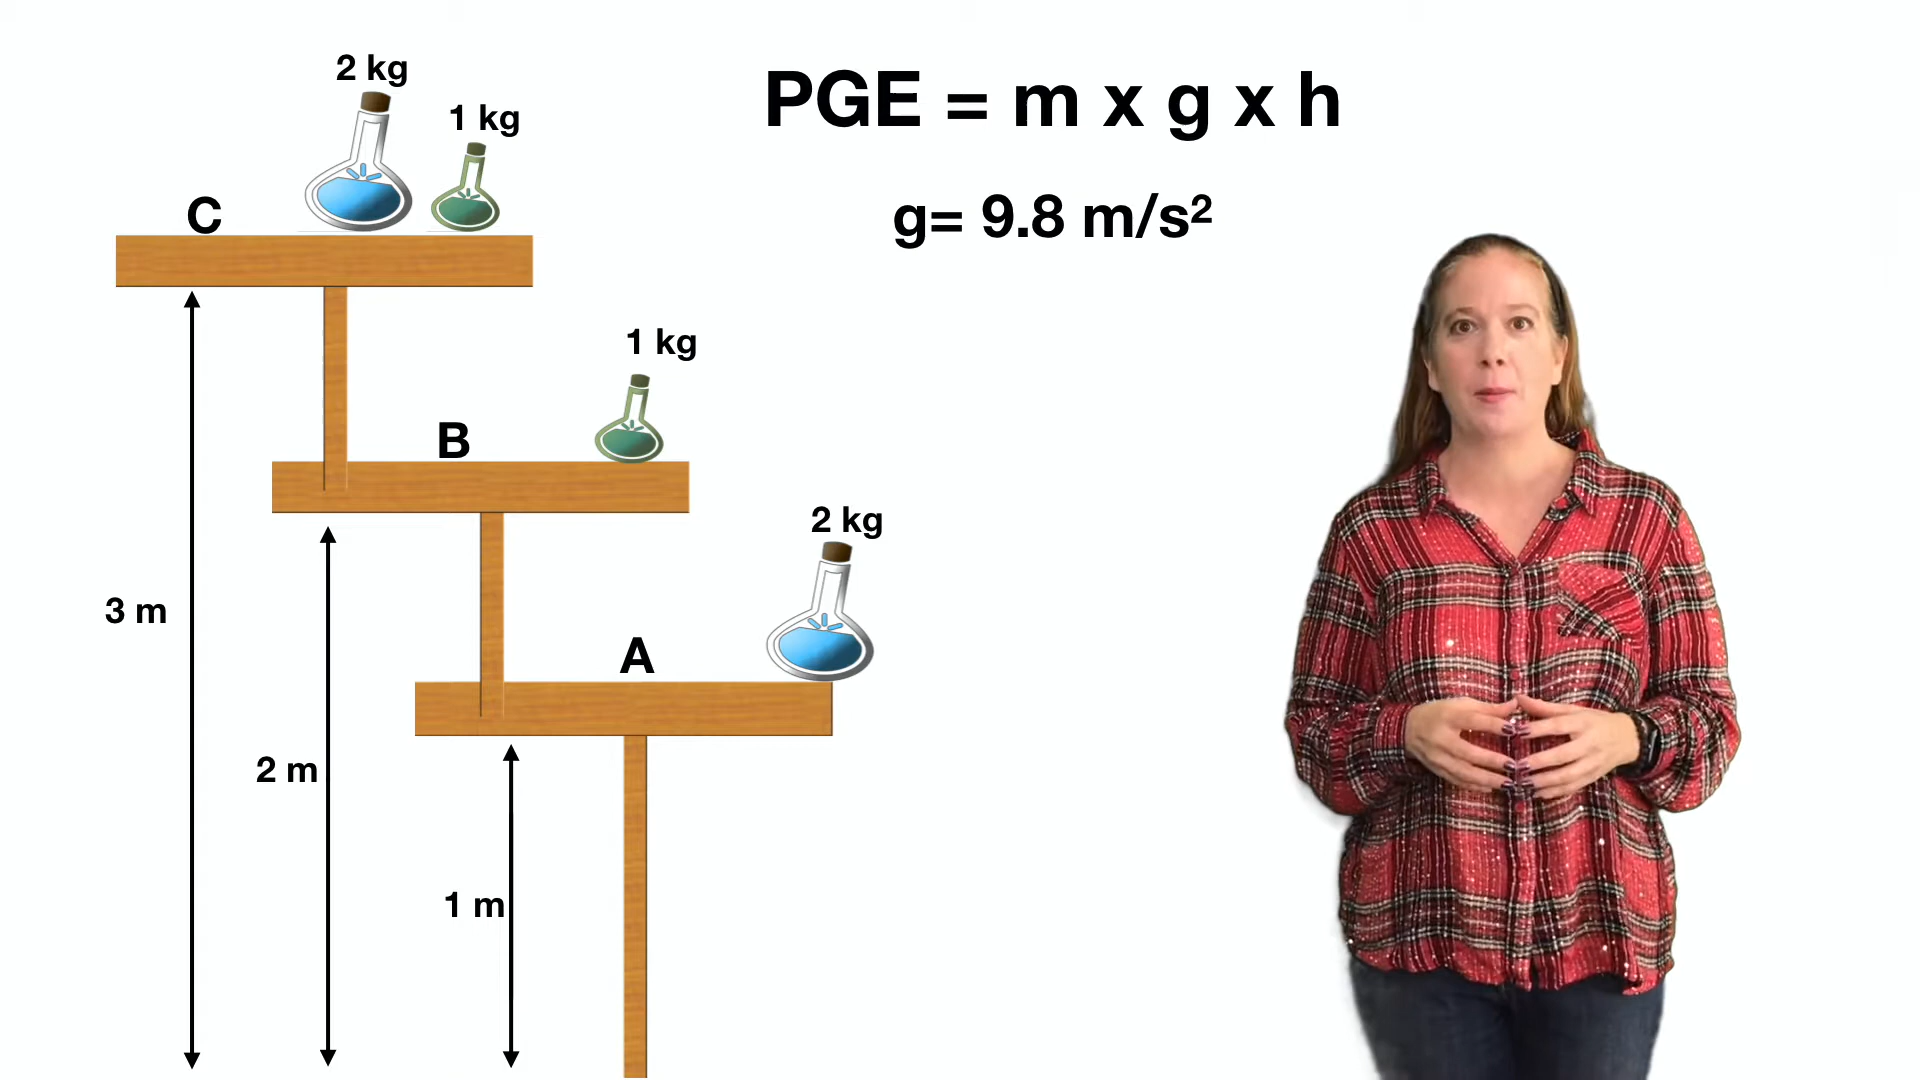 PGE = m x g x h
g= 9.8 m/s²
2 kg
1 kg
C
1 kg
B
2 kg
A
3 m
2 m
1 m